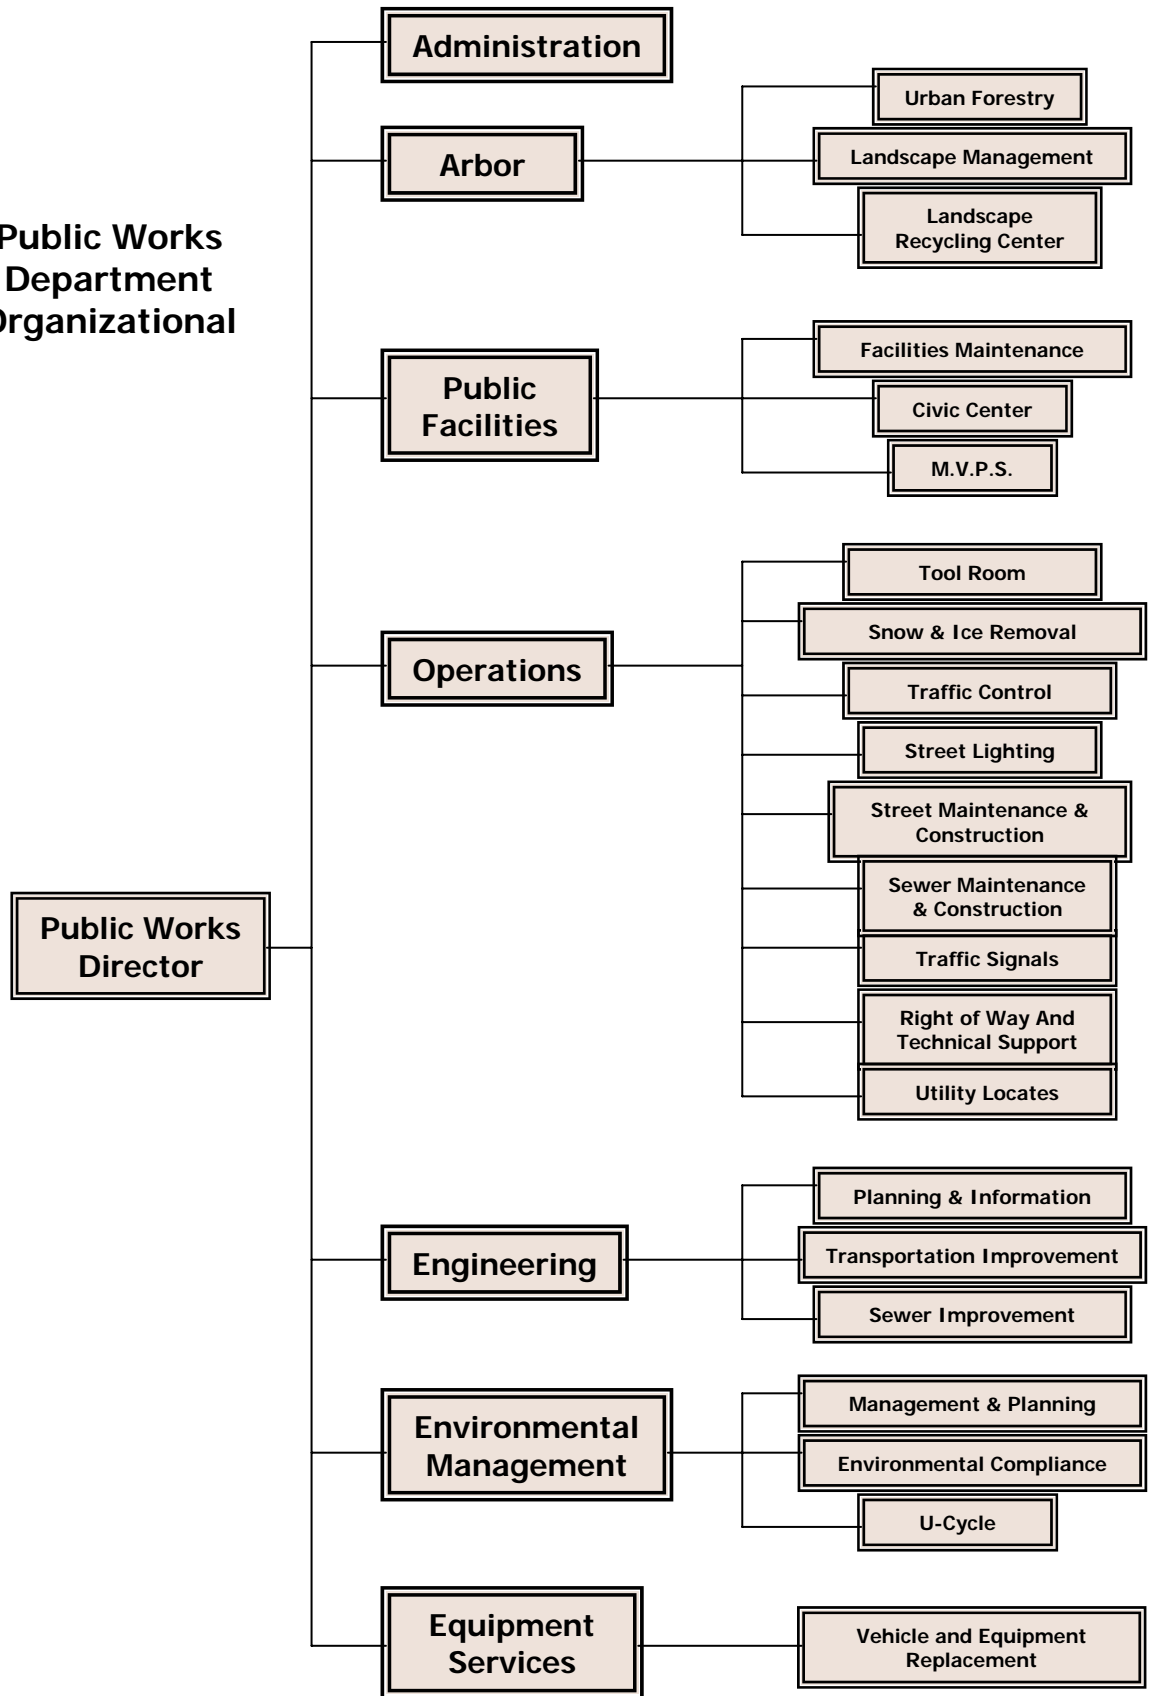 Administration
Urban Forestry
Arbor
Landscape Management
Landscape
Recycling Center
Public Works
Department
Organizational
Facilities Maintenance
Public
Facilities
Civic Center
M.V.P.S.
Tool Room
Snow & Ice Removal
Operations
Traffic Control
Street Lighting
Street Maintenance &
Construction
Sewer Maintenance
& Construction
Public Works
Director
Traffic Signals
Right of Way And
Technical Support
Utility Locates
Planning & Information
Engineering
Transportation Improvement
Sewer Improvement
Management & Planning
Environmental
Management
Environmental Compliance
U-Cycle
Equipment
Services
Vehicle and Equipment
Replacement